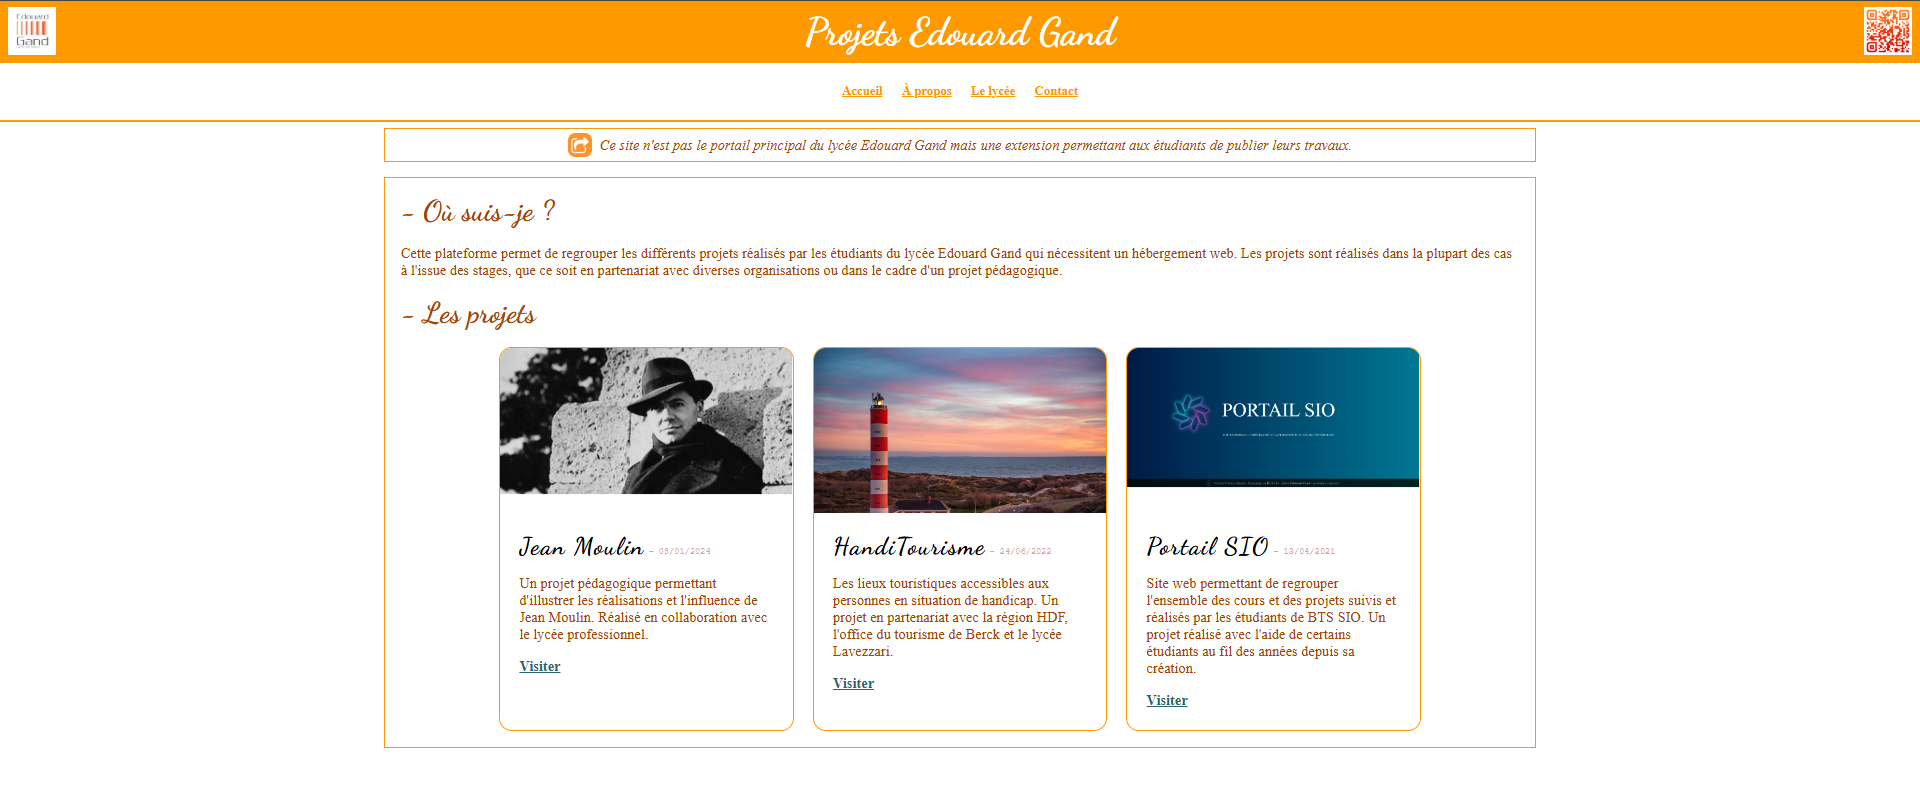 Edouard
Gand
Projets Edouard Gand
Accueil À propos Le lycée Contact
Ce site n'est pas le portail principal du lycée Edouard Gand mais une extension permettant aux étudiants de publier leurs travaux.
- Où suis-je ?
Cette plateforme permet de regrouper les différents projets réalisés par les étudiants du lycée Edouard Gand qui nécessitent un hébergement web. Les projets sont réalisés dans la plupart des cas
à l'issue des stages, que ce soit en partenariat avec diverses organisations ou dans le cadre d'un projet pédagogique.
- Les projets
Jean Moulin - 08/01/2024
Un projet pédagogique permettant
d'illustrer les réalisations et l'influence de
Jean Moulin. Réalisé en collaboration avec
le lycée professionnel.
Visiter
HandiTourisme - 24/06/2022
Les lieux touristiques accessibles aux
personnes en situation de handicap. Un
projet en partenariat avec la région HDF,
l'office du tourisme de Berck et le lycée
Lavezzari.
Visiter
PORTAIL SIO
Portail SIO - 13/04/2021
Site web permettant de regrouper
l'ensemble des cours et des projets suivis et
réalisés par les étudiants de BTS SIO. Un
projet réalisé avec l'aide de certains
étudiants au fil des années depuis sa
création.
Visiter